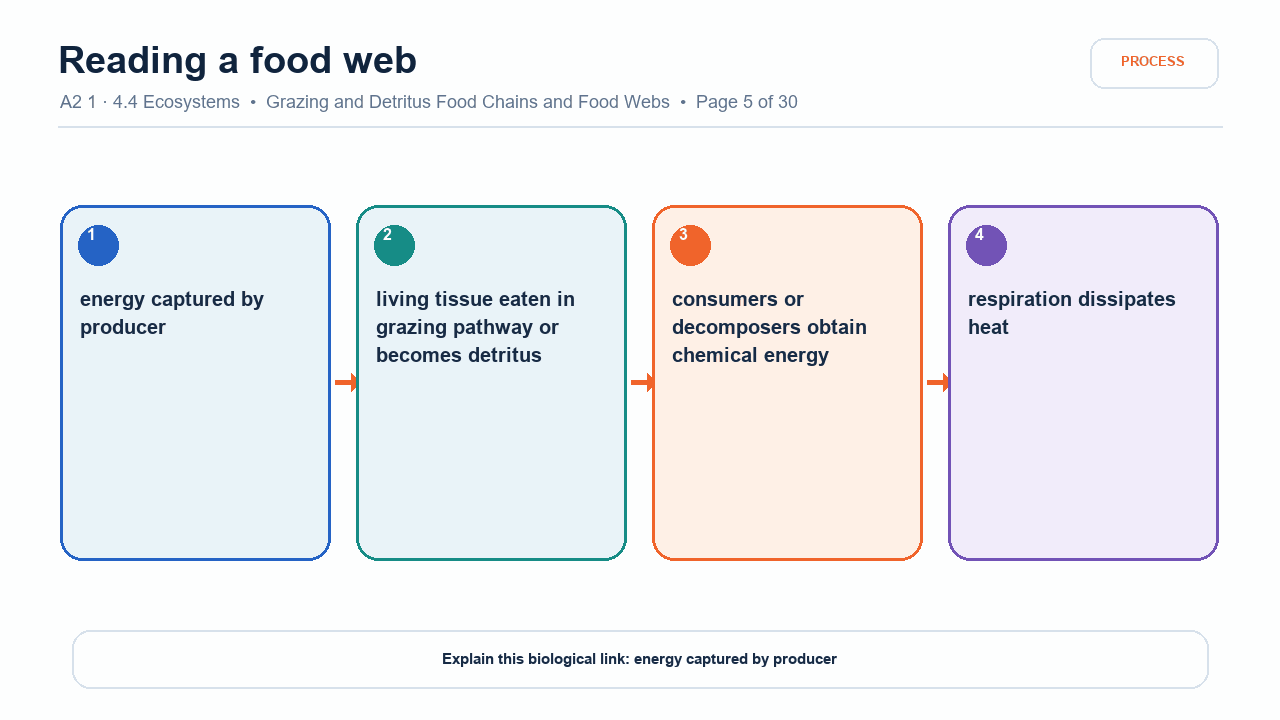 Reading a food web
PROCESS
A2 1 · 4.4 Ecosystems • Grazing and Detritus Food Chains and Food Webs • Page 5 of 30
1
energy captured by
producer
2
living tissue eaten in
grazing pathway or
becomes detritus
3
consumers or
decomposers obtain
chemical energy
4
respiration dissipates
heat
Explain this biological link: energy captured by producer